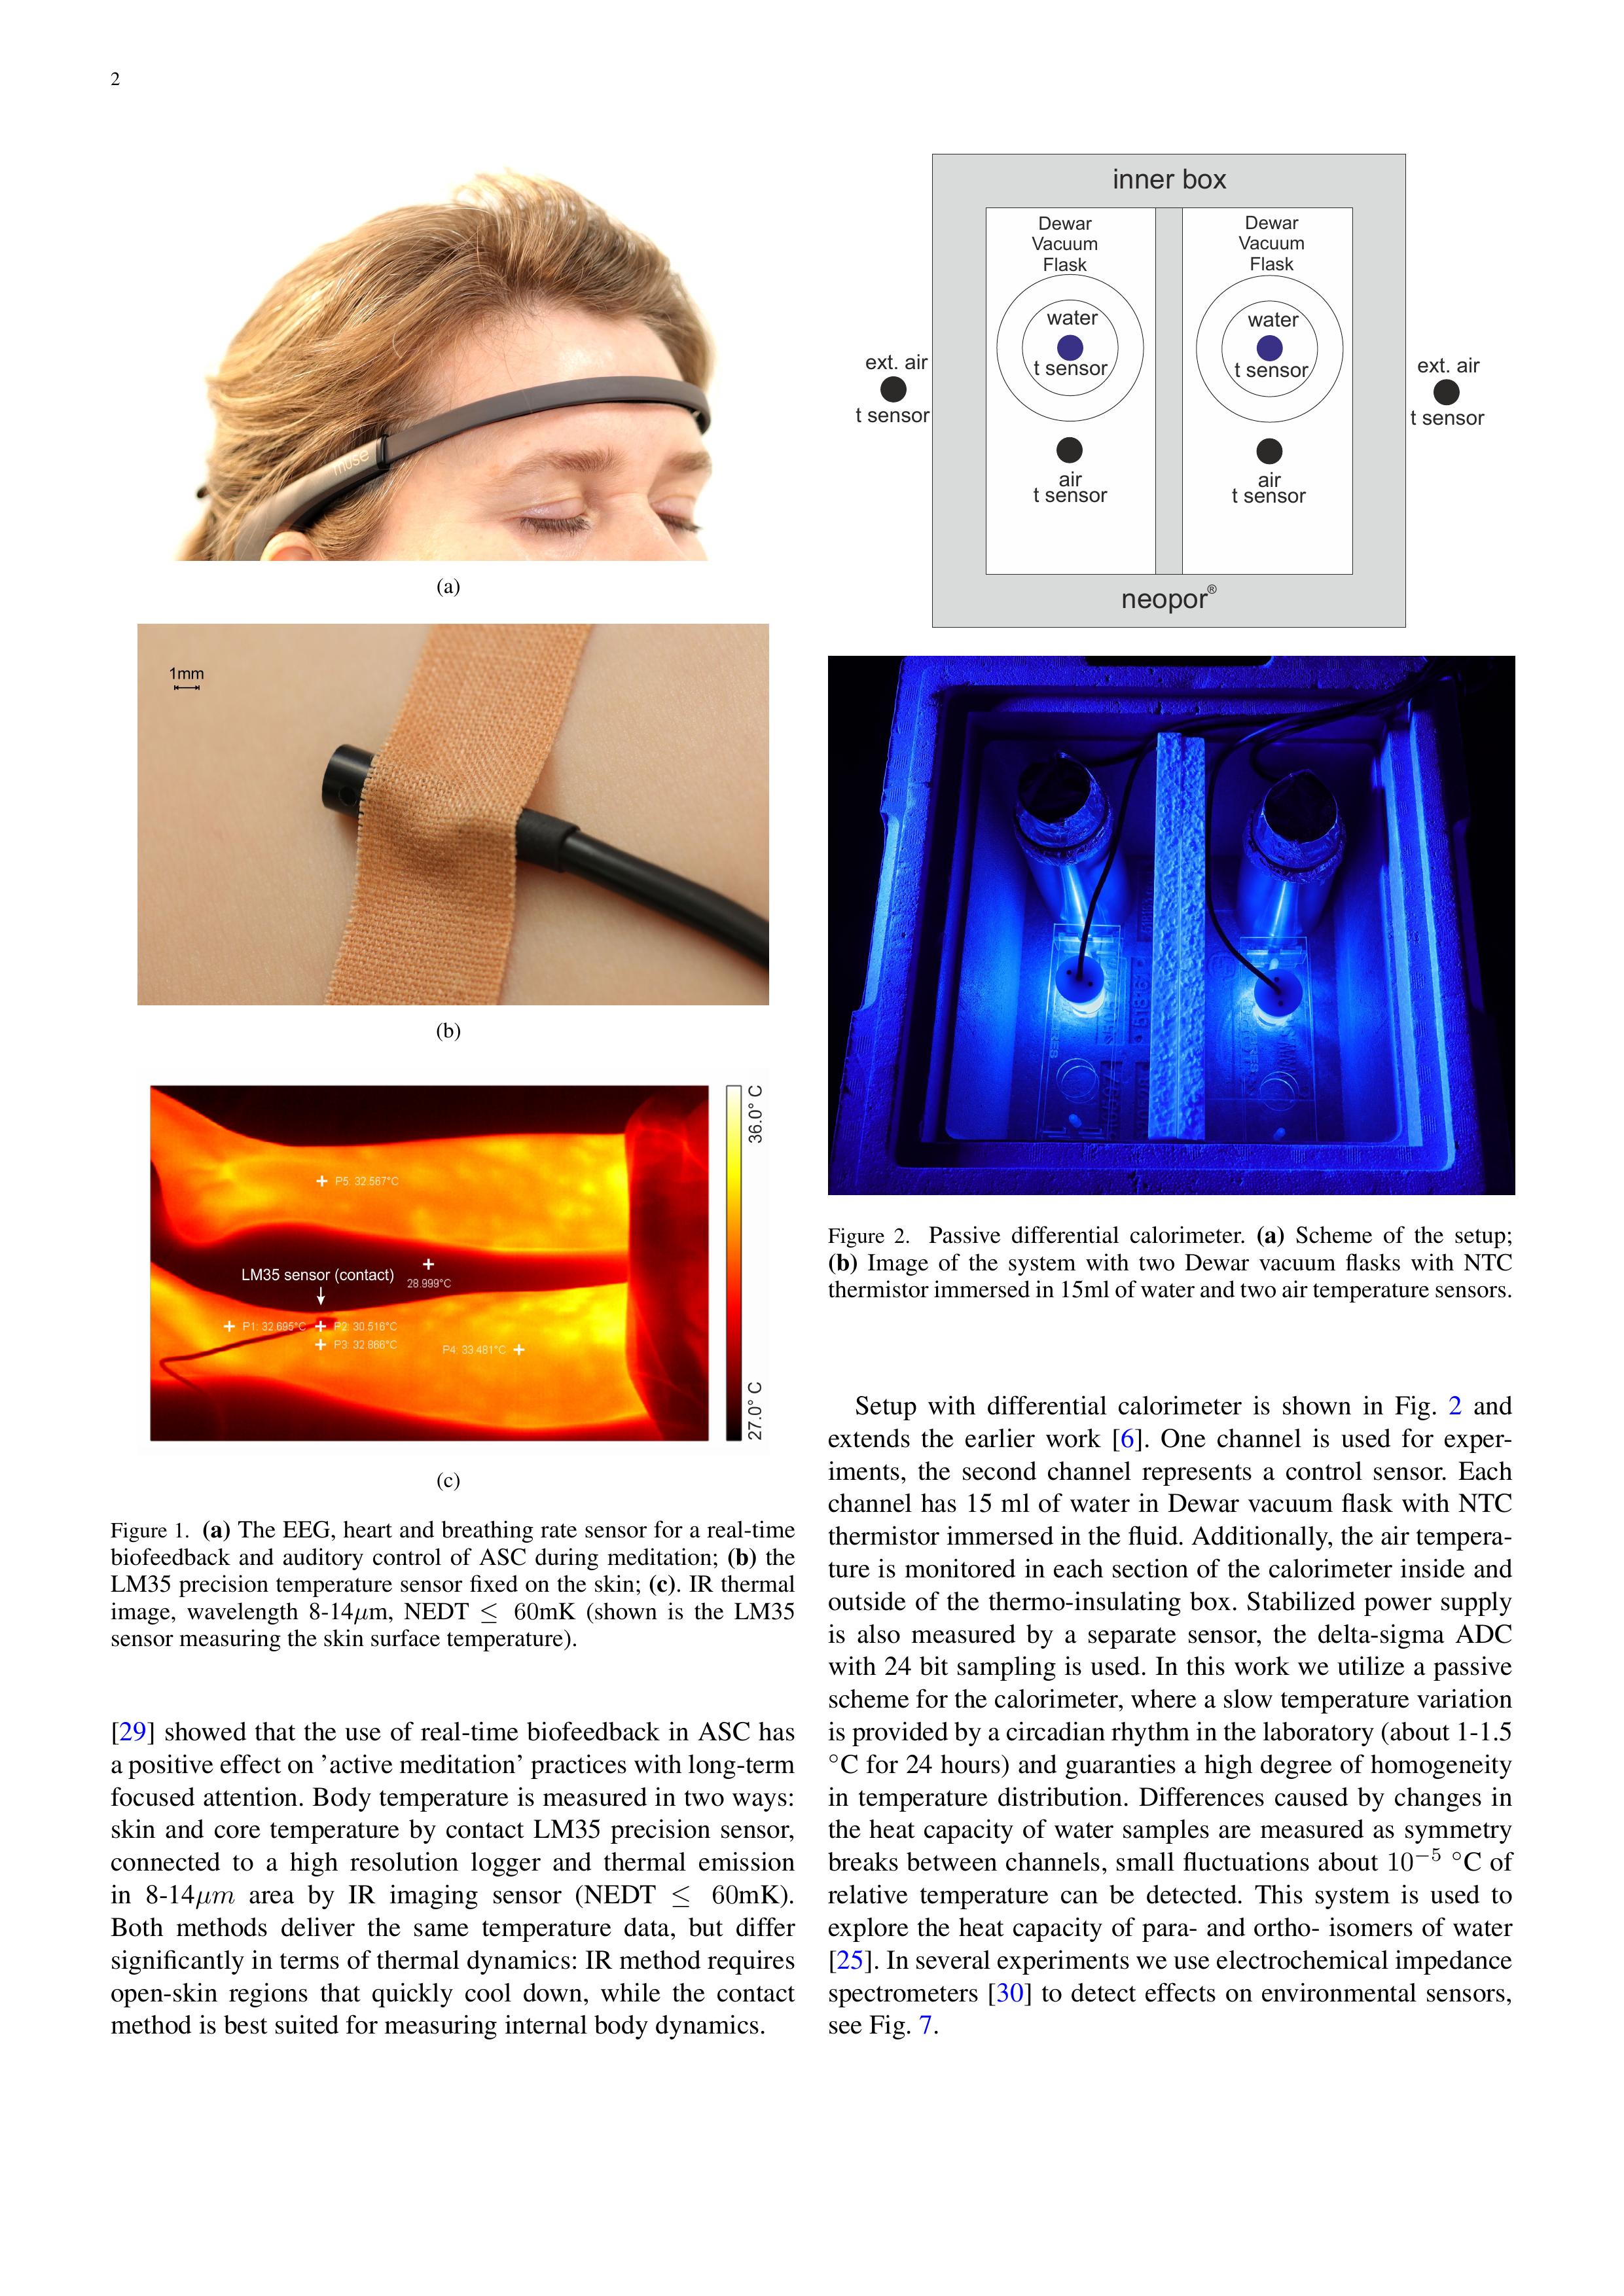 2
muse
(a)
1mm
(b)
36.0° C
27.0° C
P5: 32.567°C
LM35 sensor (contact)
28.999°C
P1: 32.695°C
P2: 30.518°C
P3: 32.866°C
P4: 33.481°C
(c)
Figure 1. (a) The EEG, heart and breathing rate sensor for a real-time
biofeedback and auditory control of ASC during meditation; (b) the
LM35 precision temperature sensor fixed on the skin; (c). IR thermal
image, wavelength 8-14μm, NEDT ≤ 60mK (shown is the LM35
sensor measuring the skin surface temperature).
[29] showed that the use of real-time biofeedback in ASC has
a positive effect on ’active meditation’ practices with long-term
focused attention. Body temperature is measured in two ways:
skin and core temperature by contact LM35 precision sensor,
connected to a high resolution logger and thermal emission
in 8-14μm area by IR imaging sensor (NEDT ≤ 60mK).
Both methods deliver the same temperature data, but differ
significantly in terms of thermal dynamics: IR method requires
open-skin regions that quickly cool down, while the contact
method is best suited for measuring internal body dynamics.
inner box
Dewar
Vacuum
Flask
water
t sensor
air
t sensor
Dewar
Vacuum
Flask
water
t sensor
air
t sensor
ext. air
t sensor
ext. air
t sensor
neopor®
Figure 2. Passive differential calorimeter. (a) Scheme of the setup;
(b) Image of the system with two Dewar vacuum flasks with NTC
thermistor immersed in 15ml of water and two air temperature sensors.
Setup with differential calorimeter is shown in Fig. 2 and
extends the earlier work [6]. One channel is used for exper-
iments, the second channel represents a control sensor. Each
channel has 15 ml of water in Dewar vacuum flask with NTC
thermistor immersed in the fluid. Additionally, the air tempera-
ture is monitored in each section of the calorimeter inside and
outside of the thermo-insulating box. Stabilized power supply
is also measured by a separate sensor, the delta-sigma ADC
with 24 bit sampling is used. In this work we utilize a passive
scheme for the calorimeter, where a slow temperature variation
is provided by a circadian rhythm in the laboratory (about 1-1.5
°C for 24 hours) and guaranties a high degree of homogeneity
in temperature distribution. Differences caused by changes in
the heat capacity of water samples are measured as symmetry
breaks between channels, small fluctuations about 10⁻⁵ °C of
relative temperature can be detected. This system is used to
explore the heat capacity of para- and ortho- isomers of water
[25]. In several experiments we use electrochemical impedance
spectrometers [30] to detect effects on environmental sensors,
see Fig. 7.